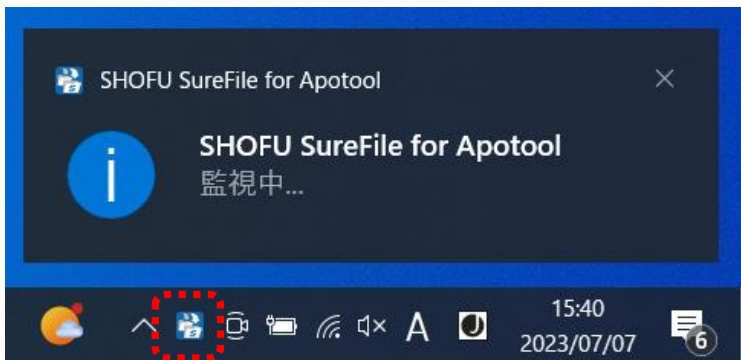 SHOFU SureFile for Apotool
SHOFU SureFile for Apotool
監視中...
A
15:40
2023/07/07
6